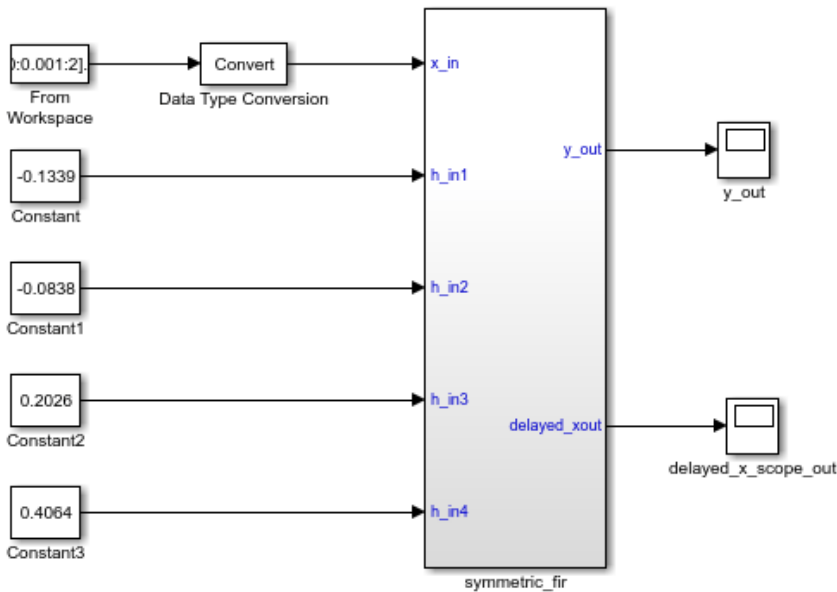 ):0:0.001:2].
Convert
From
Workspace
Data Type Conversion
x_in
-0.1339
Constant
h_in1
y_out
y_out
-0.0838
Constant1
h_in2
0.2026
Constant2
h_in3
delayed_xout
delayed_x_scope_out
0.4064
Constant3
h_in4
symmetric_fir